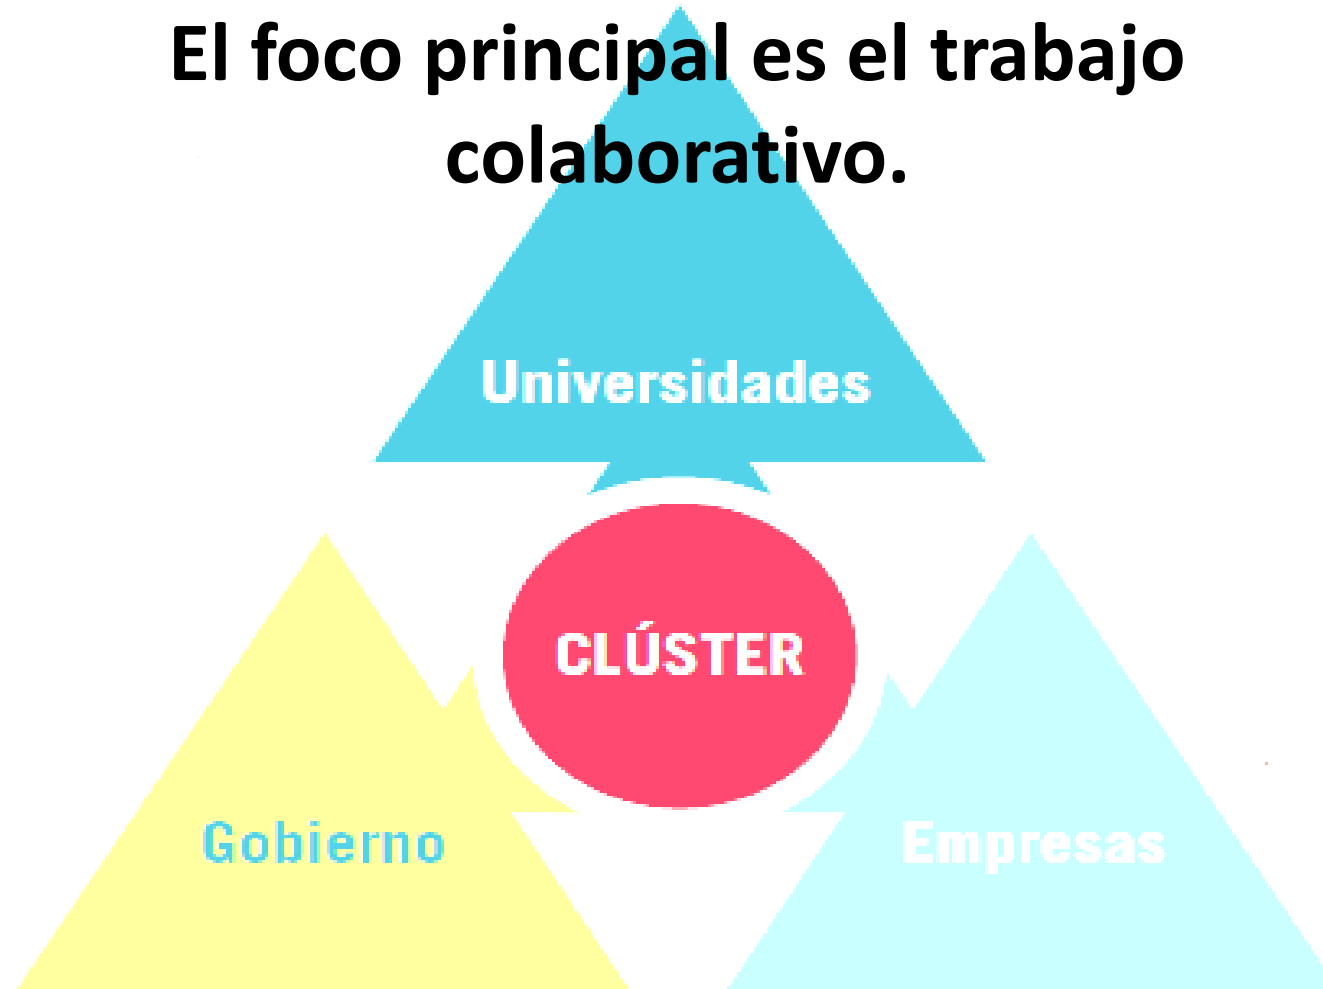 El foco principal es el trabajo
colaborativo.
Universidades
CLÚSTER
Gobierno
Empresas